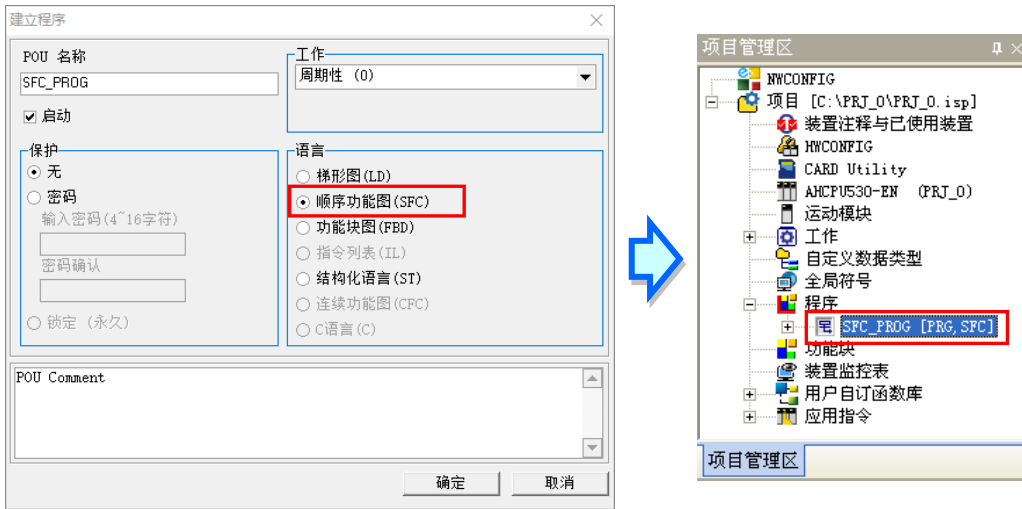 建立程序
POU 名称
SFC_PROG
启动
工作
周期性 (0)
保护
无
密码
输入密码(4~16字符)
密码确认
锁定 (永久)
语言
梯形图(LD)
顺序功能图(SFC)
功能块图(FBD)
指令列表(IL)
结构化语言(ST)
连续功能图(CFC)
C语言(C)
POU Comment
确定
取消
项目管理区
NWCONFIG
项目 [C:\PRJ_0\PRJ_0.isp]
装置注释与已使用装置
HWCONFIG
CARD Utility
AHCPU530-EN (PRJ_0)
运动模块
工作
自定义数据类型
全局符号
程序
SFC_PROG [PRG,SFC]
功能块
装置监控表
用户自订函数库
应用指令
项目管理区